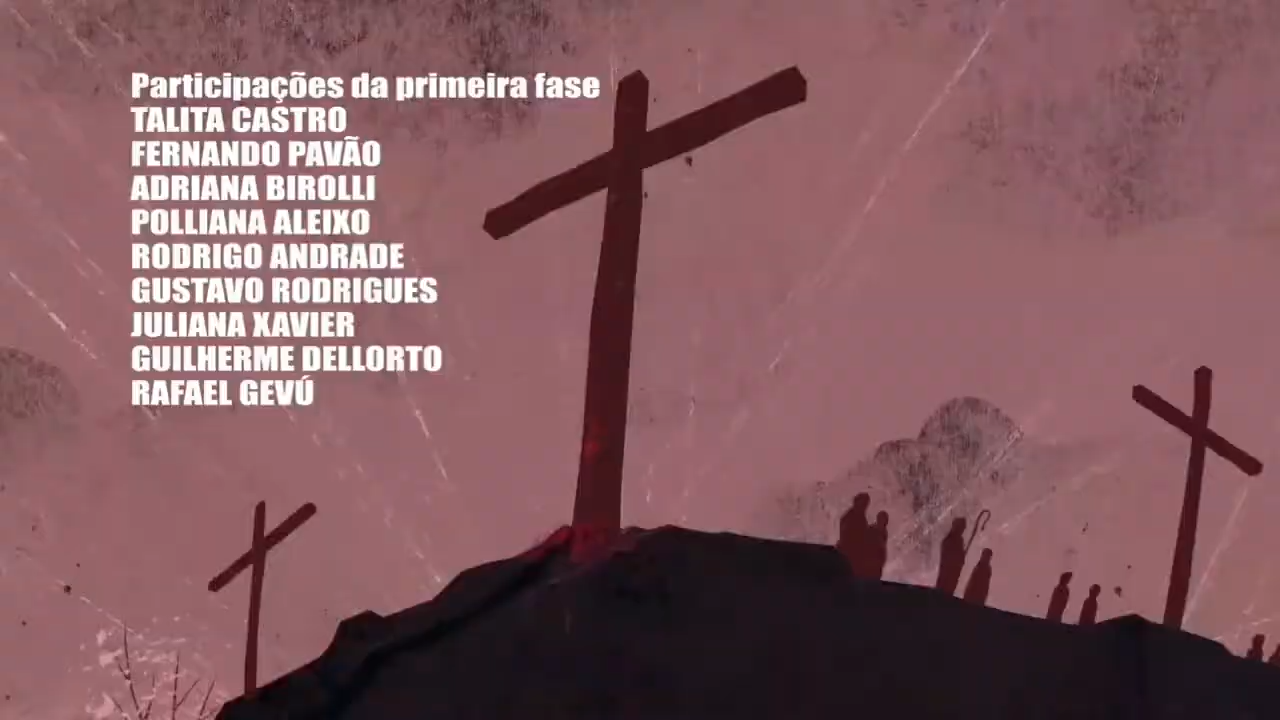 Participações da primeira fase
TALITA CASTRO
FERNANDO PAVÃO
ADRIANA BIROLLI
POLLIANA ALEIXO
RODRIGO ANDRADE
GUSTAVO RODRIGUES
JULIANA XAVIER
GUILHERME DELLORTO
RAFAEL GEVÚ